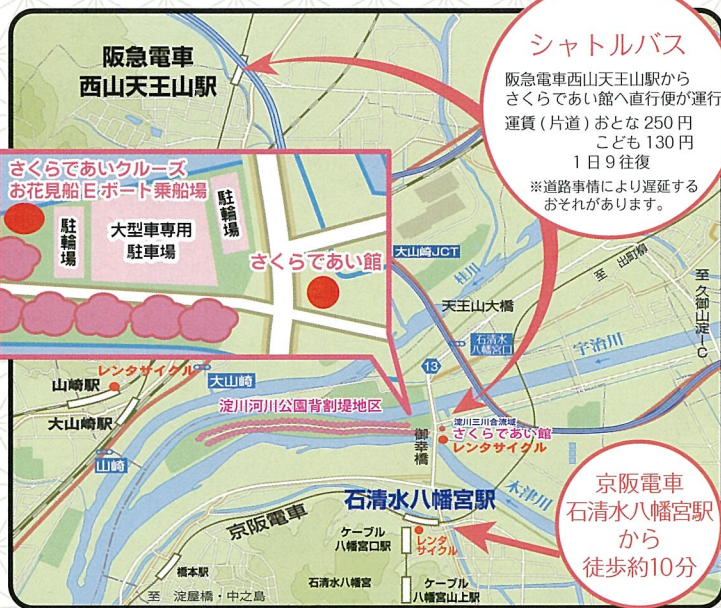 阪急電車
西山天王山駅
シャトルバス
阪急電車西山天王山駅から
さくらであい館へ直行便が運行
運賃(片道)おとな 250 円
こども 130 円
1 日 9 往復
※道路事情により遅延する
おそれがあります。
さくらであいクルーズ
お花見船 E ボート乗船場
駐輪場
大型車専用
駐車場
駐輪場
さくらであい館
大山崎JCT
桂川
至 出町柳
至 久御山淀IC
天王山大橋
石清水
八幡宮口
宇治川
13
レンタサイクル
山崎駅
大山崎
大山崎駅
山崎
淀川河川公園背割堤地区
御幸橋
淀川三川合流域
さくらであい館
レンタサイクル
木津川
石清水八幡宮駅
京阪電車
ケーブル
八幡宮口駅
レンタ
サイクル
橋本駅
至 淀屋橋・中之島
石清水八幡宮
ケーブル
八幡宮山上駅
京阪電車
石清水八幡宮駅
から
徒歩約10分